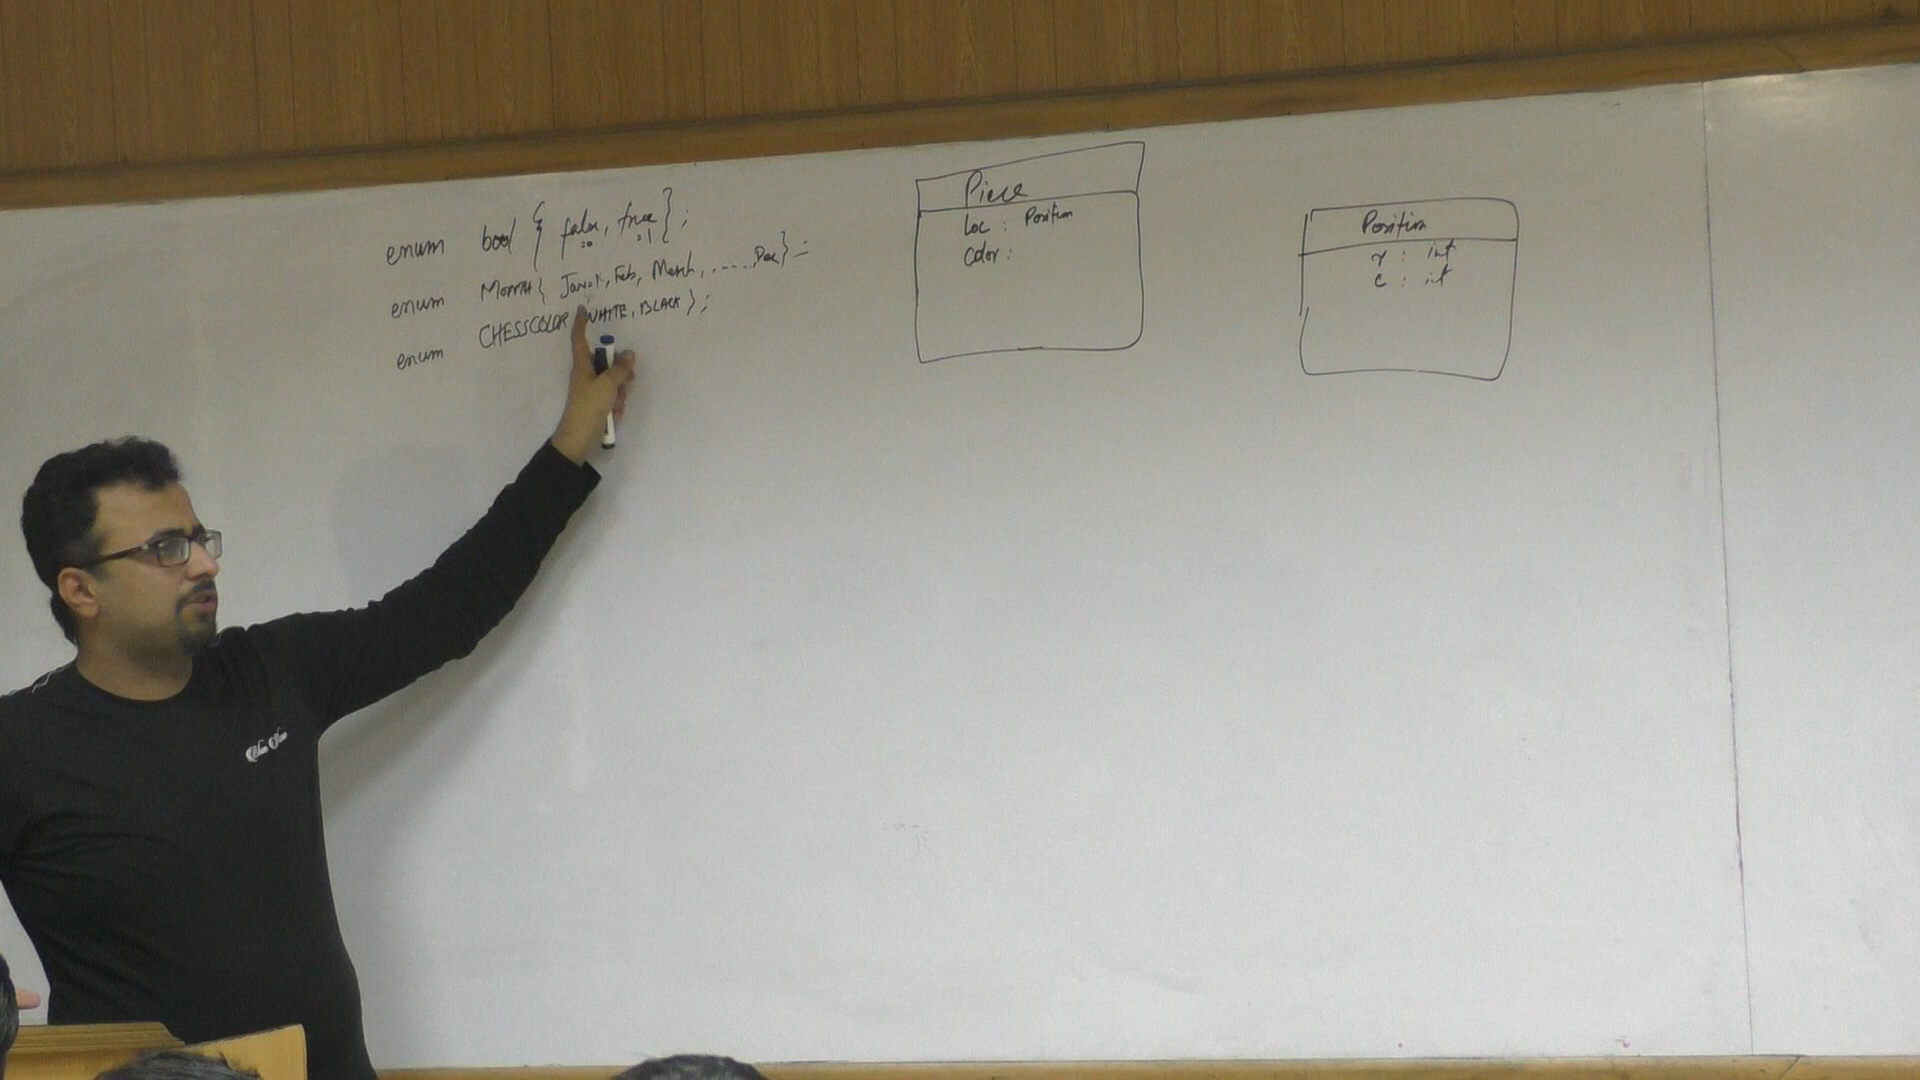 enum bool { false, true };
=0 =1
enum Month { Jan=1, Feb, March, ......, Dec };
enum CHESSCOLOR WHITE, BLACK };
Piece
Loc : Position
Color :
Position
r : int
c : int